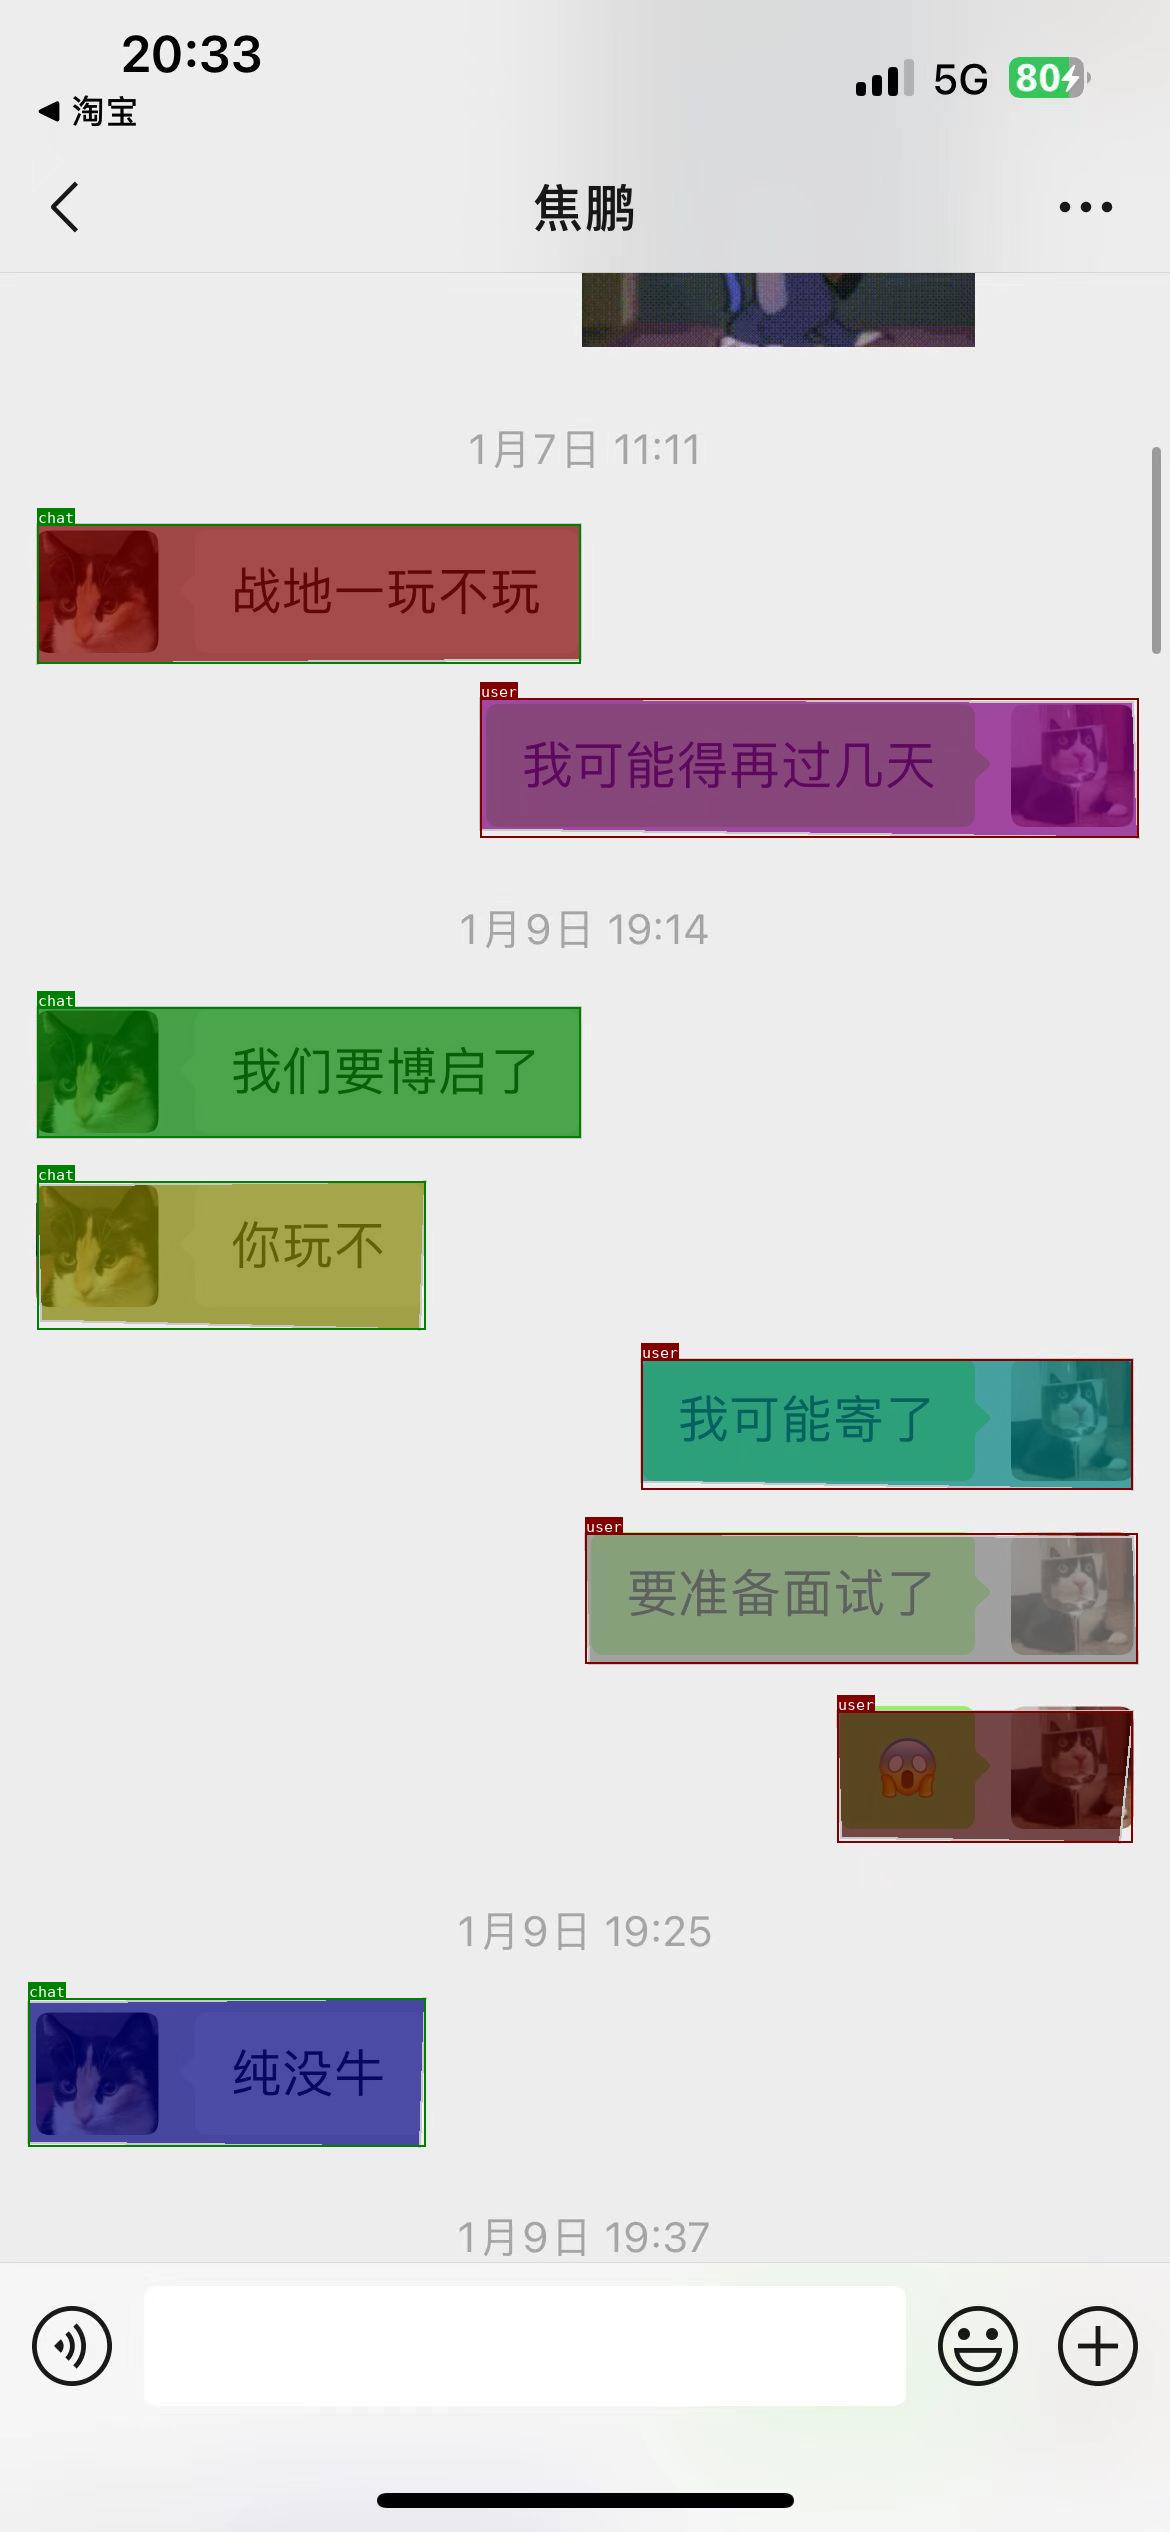 20:33
5G
80
淘宝
焦鹏
1月7日 11:11
chat
战地一玩不玩
user
我可能得再过几天
1月9日 19:14
chat
我们要博启了
chat
你玩不
user
我可能寄了
user
要准备面试了
user
😱
1月9日 19:25
chat
纯没牛
1月9日 19:37